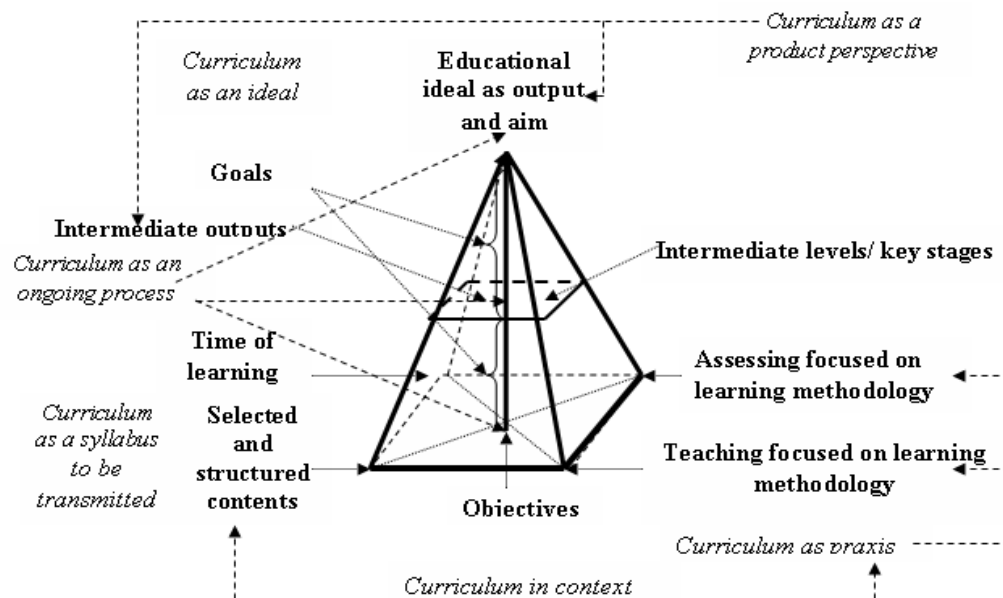 Curriculum as a
product perspective
Curriculum
as an ideal
Educational
ideal as output
and aim
Goals
Intermediate outputs
Curriculum as an
ongoing process
Intermediate levels/ key stages
Time of
learning
Assessing focused on
learning methodology
Curriculum
as a syllabus
to be
transmitted
Selected
and
structured
contents
Teaching focused on learning
methodology
Objectives
Curriculum as praxis
Curriculum in context